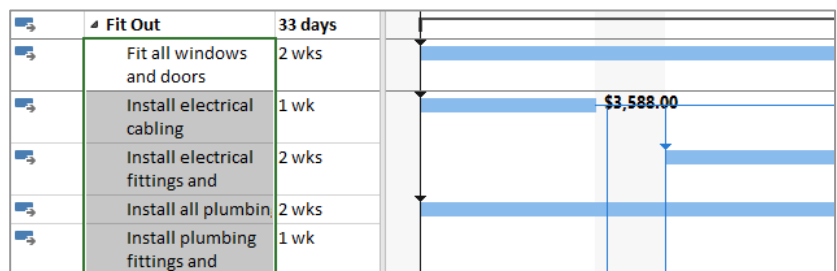 Fit Out 33 days
Fit all windows 2 wks
and doors
Install electrical 1 wk $3,588.00
cabling
Install electrical 2 wks
fittings and
Install all plumbin 2 wks
Install plumbing 1 wk
fittings and